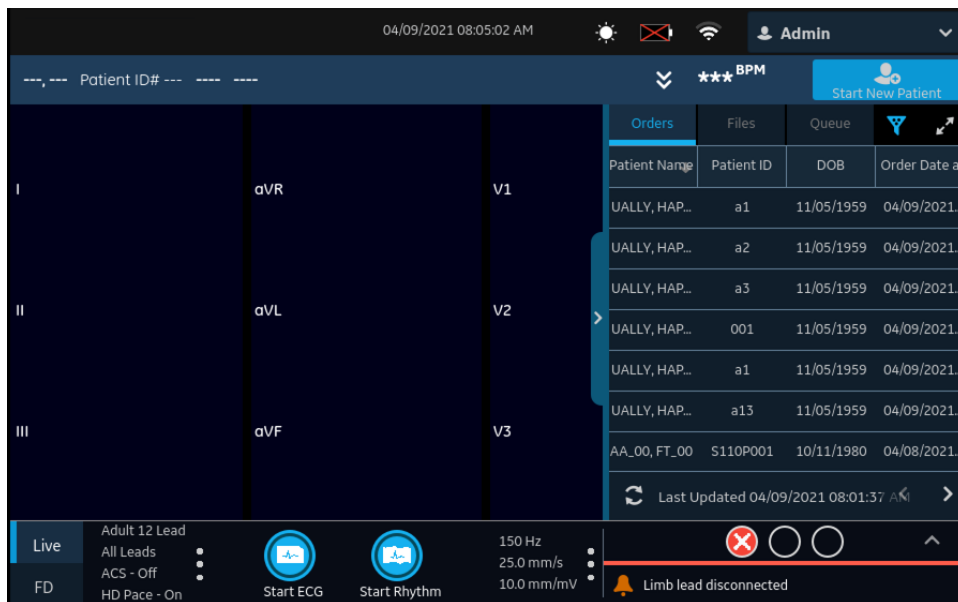 04/09/2021 08:05:02 AM Admin
---, --- Patient ID# --- ---- ---- *** BPM Start New Patient
Orders Files Queue
Patient Name Patient ID DOB Order Date a
I aVR V1
UALLY, HAP... a1 11/05/1959 04/09/2021.
UALLY, HAP... a2 11/05/1959 04/09/2021.
UALLY, HAP... a3 11/05/1959 04/09/2021.
II aVL V2
UALLY, HAP... 001 11/05/1959 04/09/2021.
UALLY, HAP... a1 11/05/1959 04/09/2021.
UALLY, HAP... a13 11/05/1959 04/09/2021.
III aVF V3
AA_00, FT_00 S110P001 10/11/1980 04/08/2021.
Last Updated 04/09/2021 08:01:37 AM
Live
FD
Adult 12 Lead
All Leads
ACS - Off
HD Pace - On
Start ECG Start Rhythm
150 Hz
25.0 mm/s
10.0 mm/mV
Limb lead disconnected